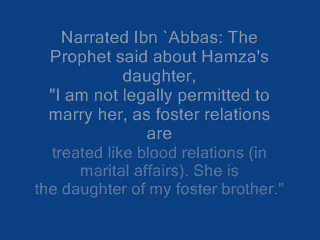 Narrated Ibn `Abbas: The
Prophet said about Hamza's
daughter,
"I am not legally permitted to
marry her, as foster relations
are
treated like blood relations (in
marital affairs). She is
the daughter of my foster brother."